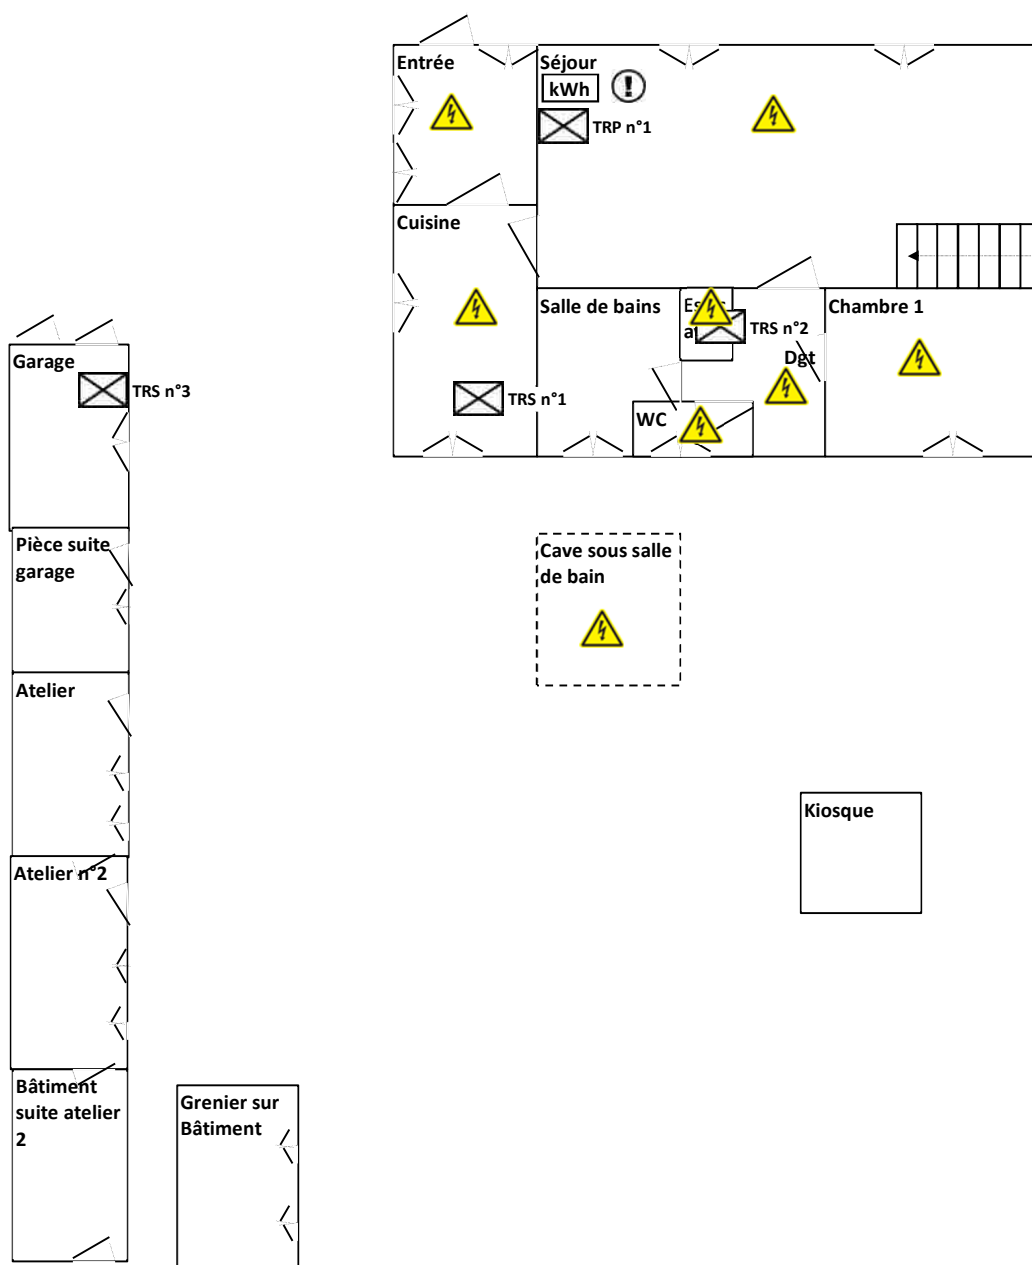 Entrée
Séjour
kWh
TRP n°1
Cuisine
Salle de bains
TRS n°2
Dgt
Chambre 1
TRS n°1
WC
Garage
TRS n°3
Pièce suite
garage
Cave sous salle
de bain
Atelier
Kiosque
Atelier n°2
Bâtiment
suite atelier
2
Grenier sur
Bâtiment